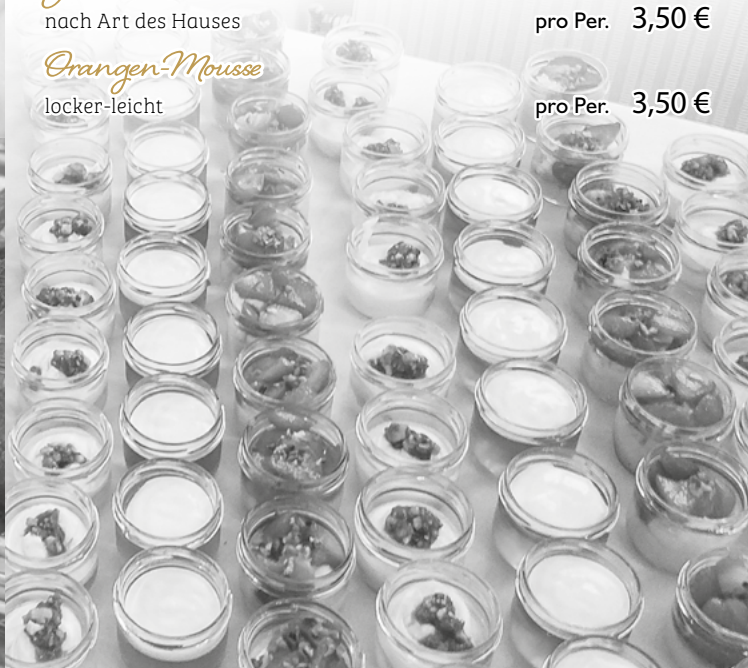 nach Art des Hauses pro Per. 3,50 €
Orangen-Mousse
locker-leicht pro Per. 3,50 €